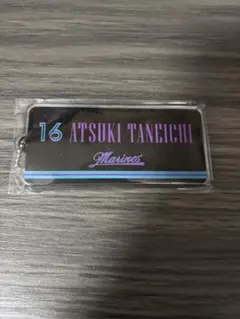 16 ATSUKI TANEICHI
Marines